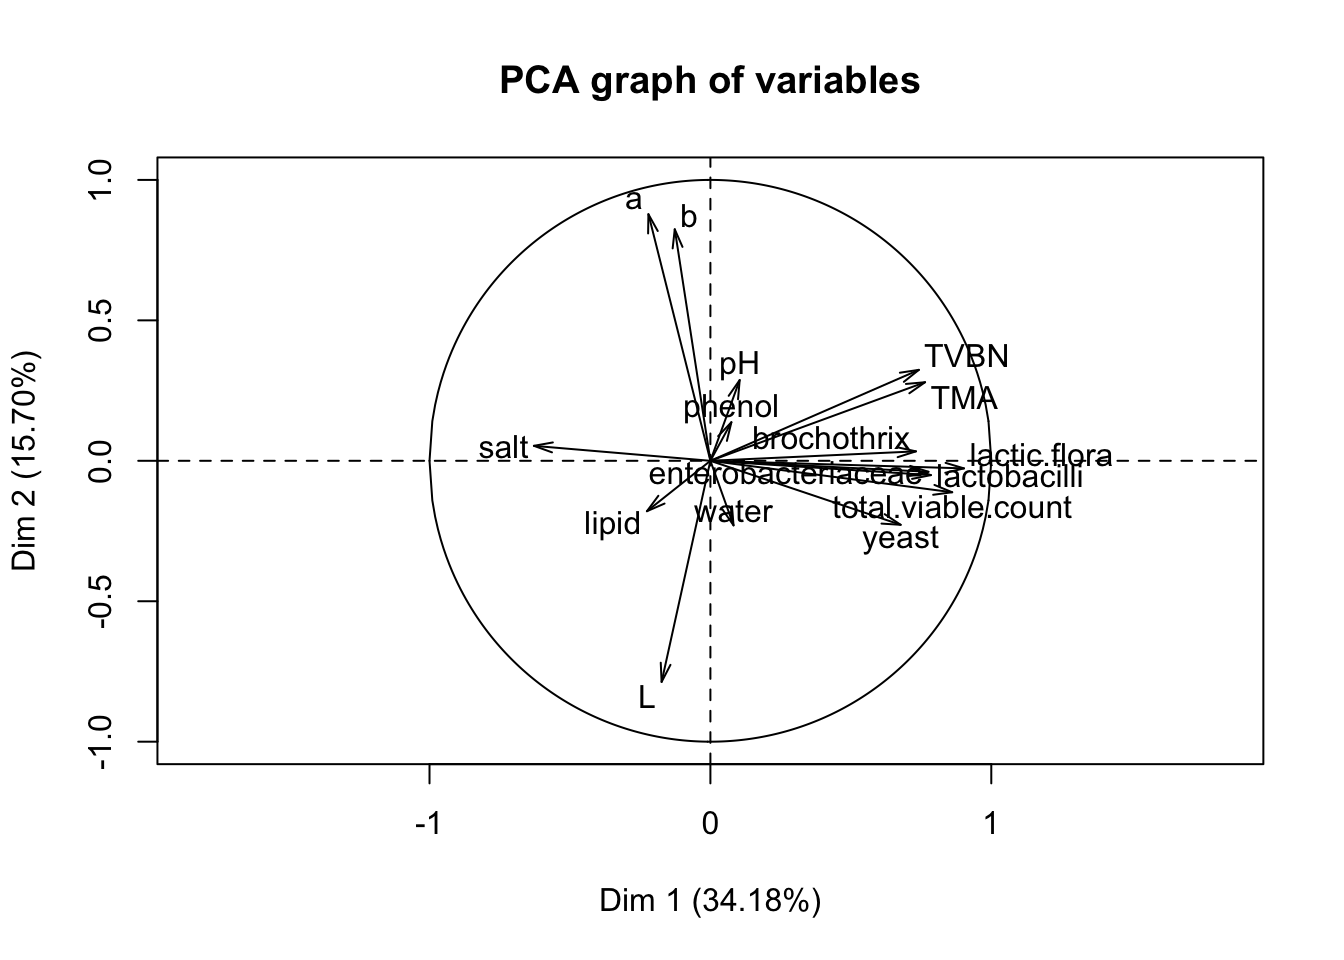 PCA graph of variables
1.0
0.5
0.0
-0.5
-1.0
Dim 2 (15.70%)
a
b
pH
TVBN
TMA
phenol
brochothrix
salt
lactic.flora
enterobacteriaceae
lactobacilli
total.viable.count
water
lipid
yeast
L
-1
0
1
Dim 1 (34.18%)